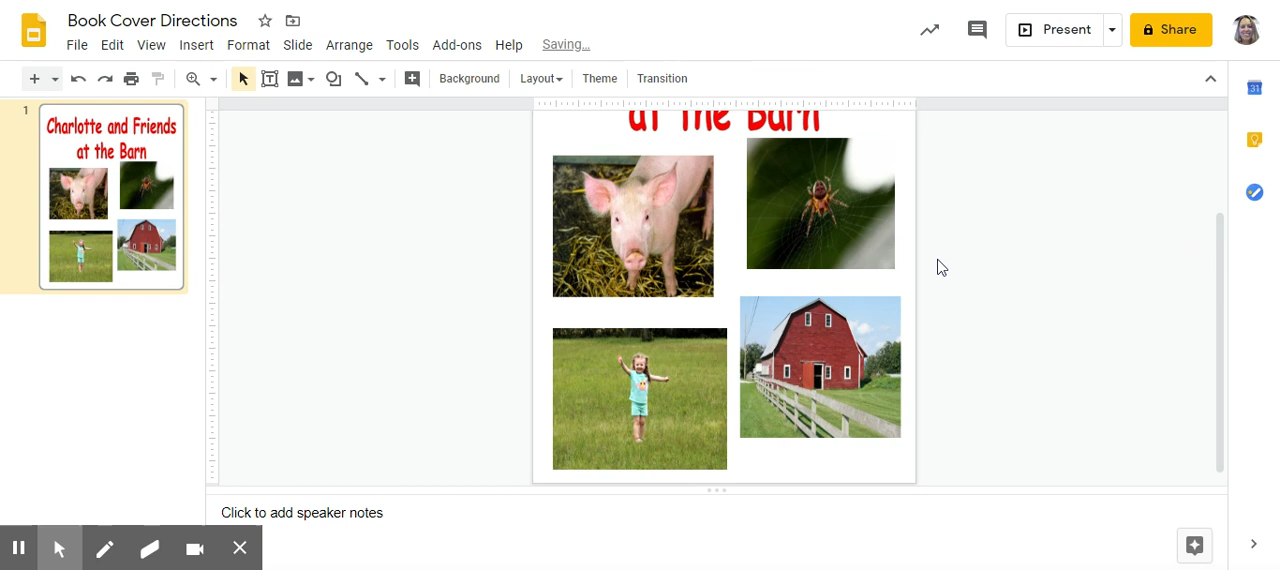 Book Cover Directions
File Edit View Insert Format Slide Arrange Tools Add-ons Help Saving...
Present
Share
Background Layout Theme Transition
31
1
Charlotte and Friends
at the Barn
at the Barn
Click to add speaker notes